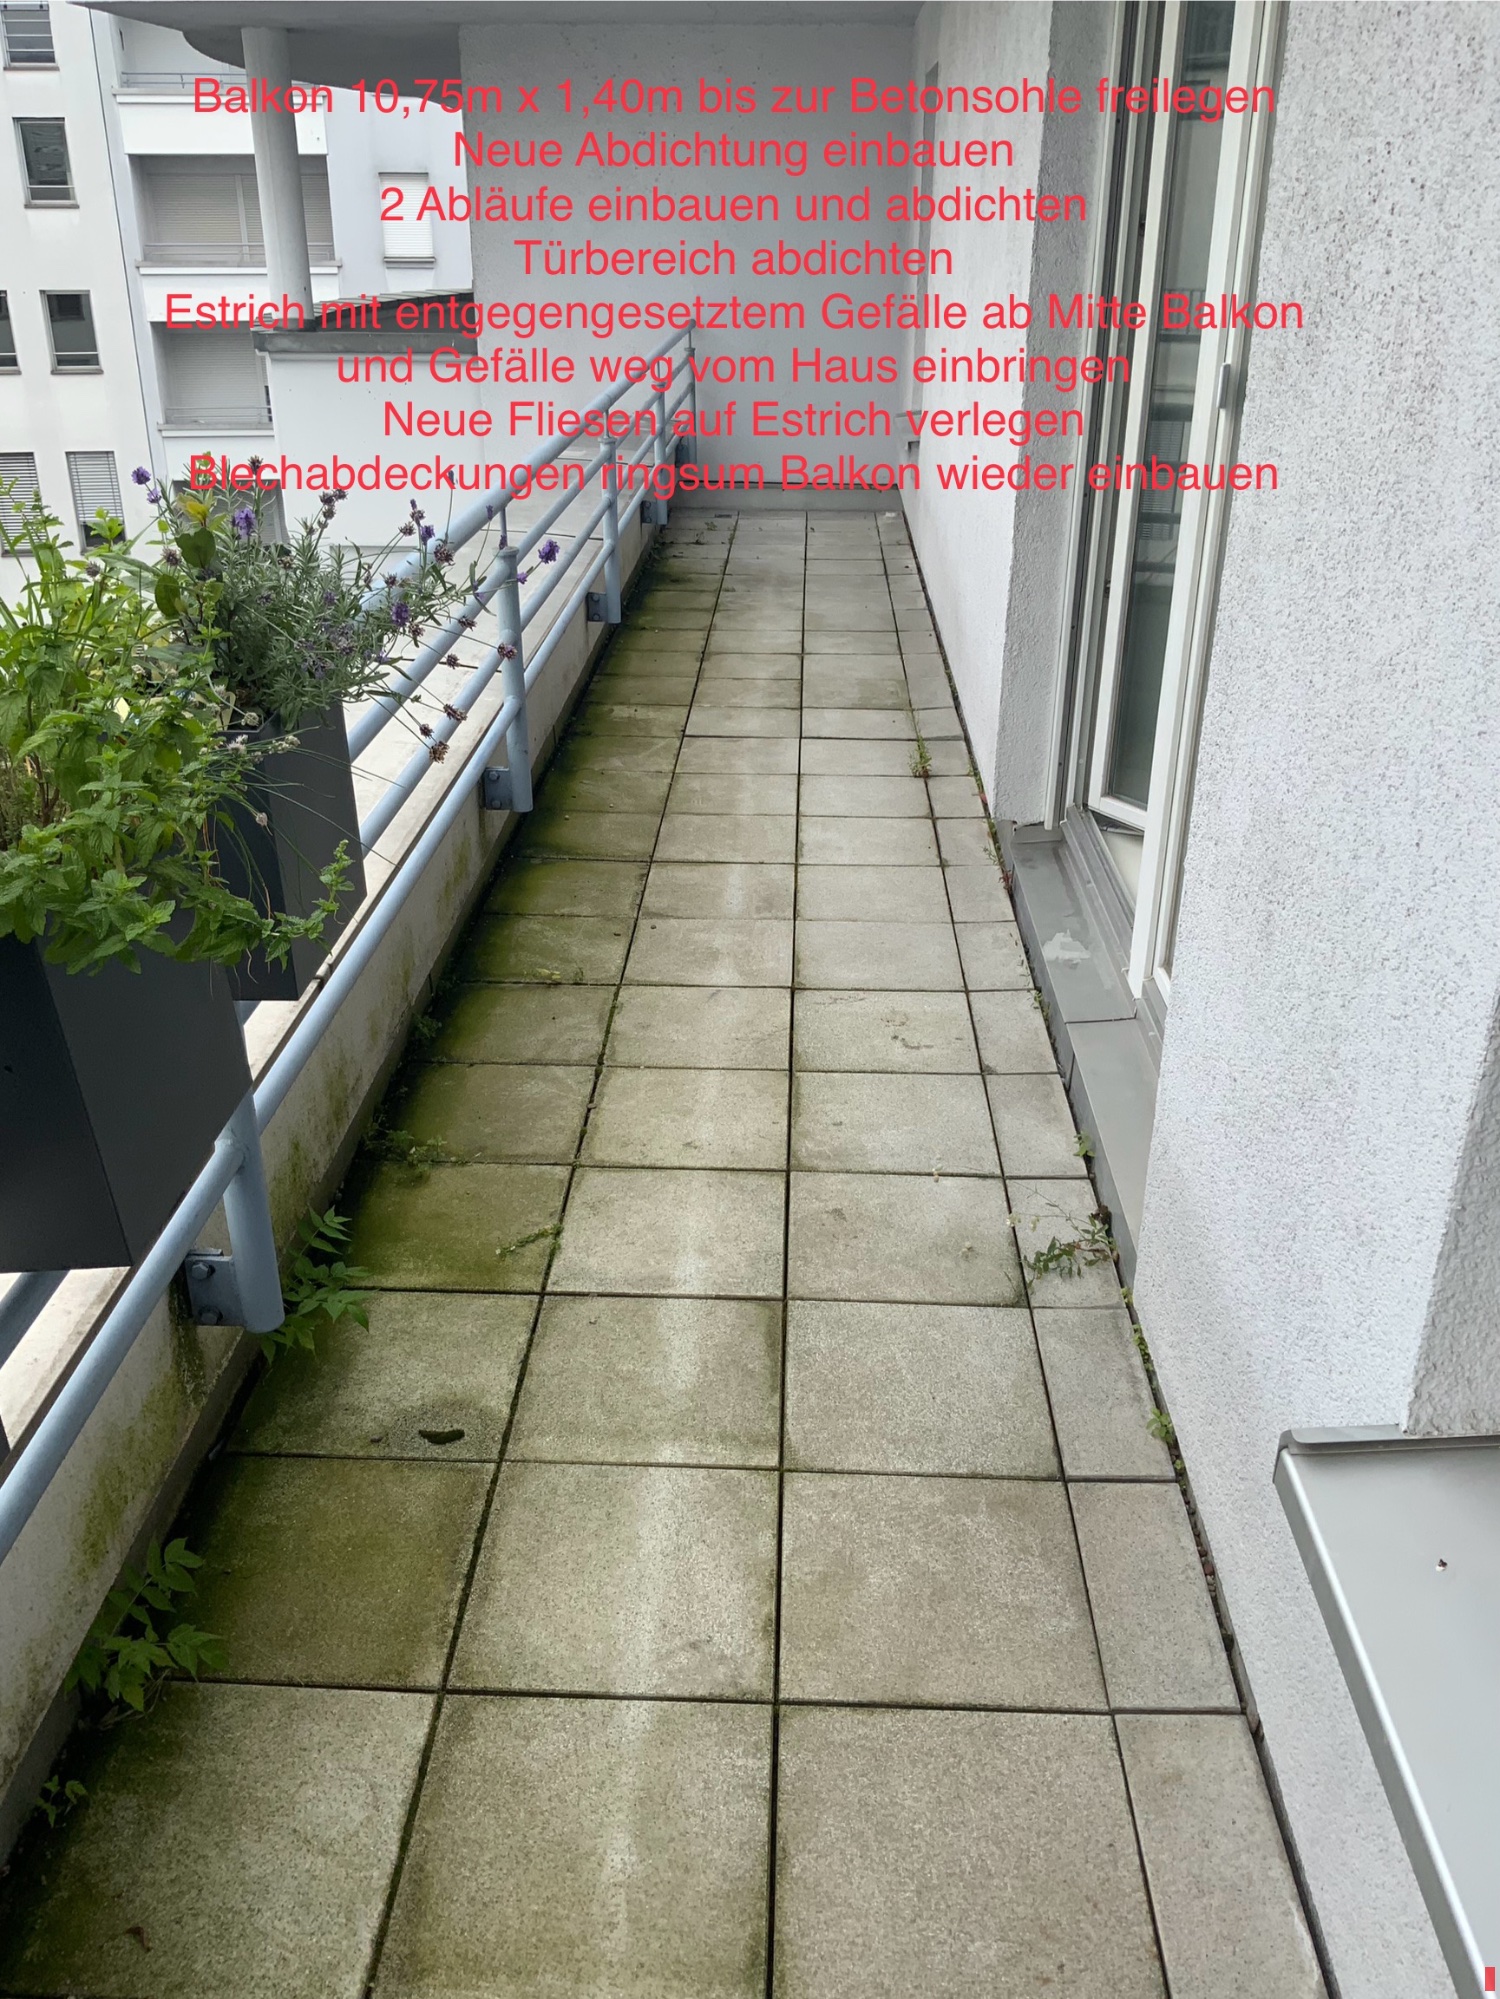 Balkon 10,75m x 1,40m bis zur Betonsohle freilegen
Neue Abdichtung einbauen
2 Abläufe einbauen und abdichten
Türbereich abdichten
Estrich mit entgegengesetztem Gefälle ab Mitte Balkon
und Gefälle weg vom Haus einbringen
Neue Fliesen auf Estrich verlegen
Blechabdeckungen ringsum Balkon wieder einbauen